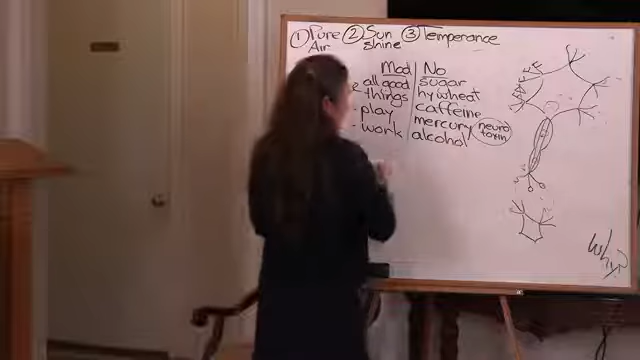 ① Pure Air ② Sun shine ③ Temperance
Mod | No
all good things
- play
- work
sugar
hy wheat
caffeine
mercury
alcohol
neuro toxin
Why?